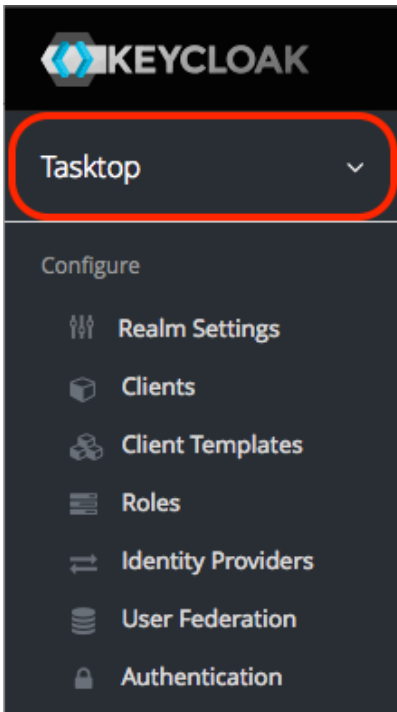 KEYCLOAK
Tasktop
Configure
Realm Settings
Clients
Client Templates
Roles
Identity Providers
User Federation
Authentication